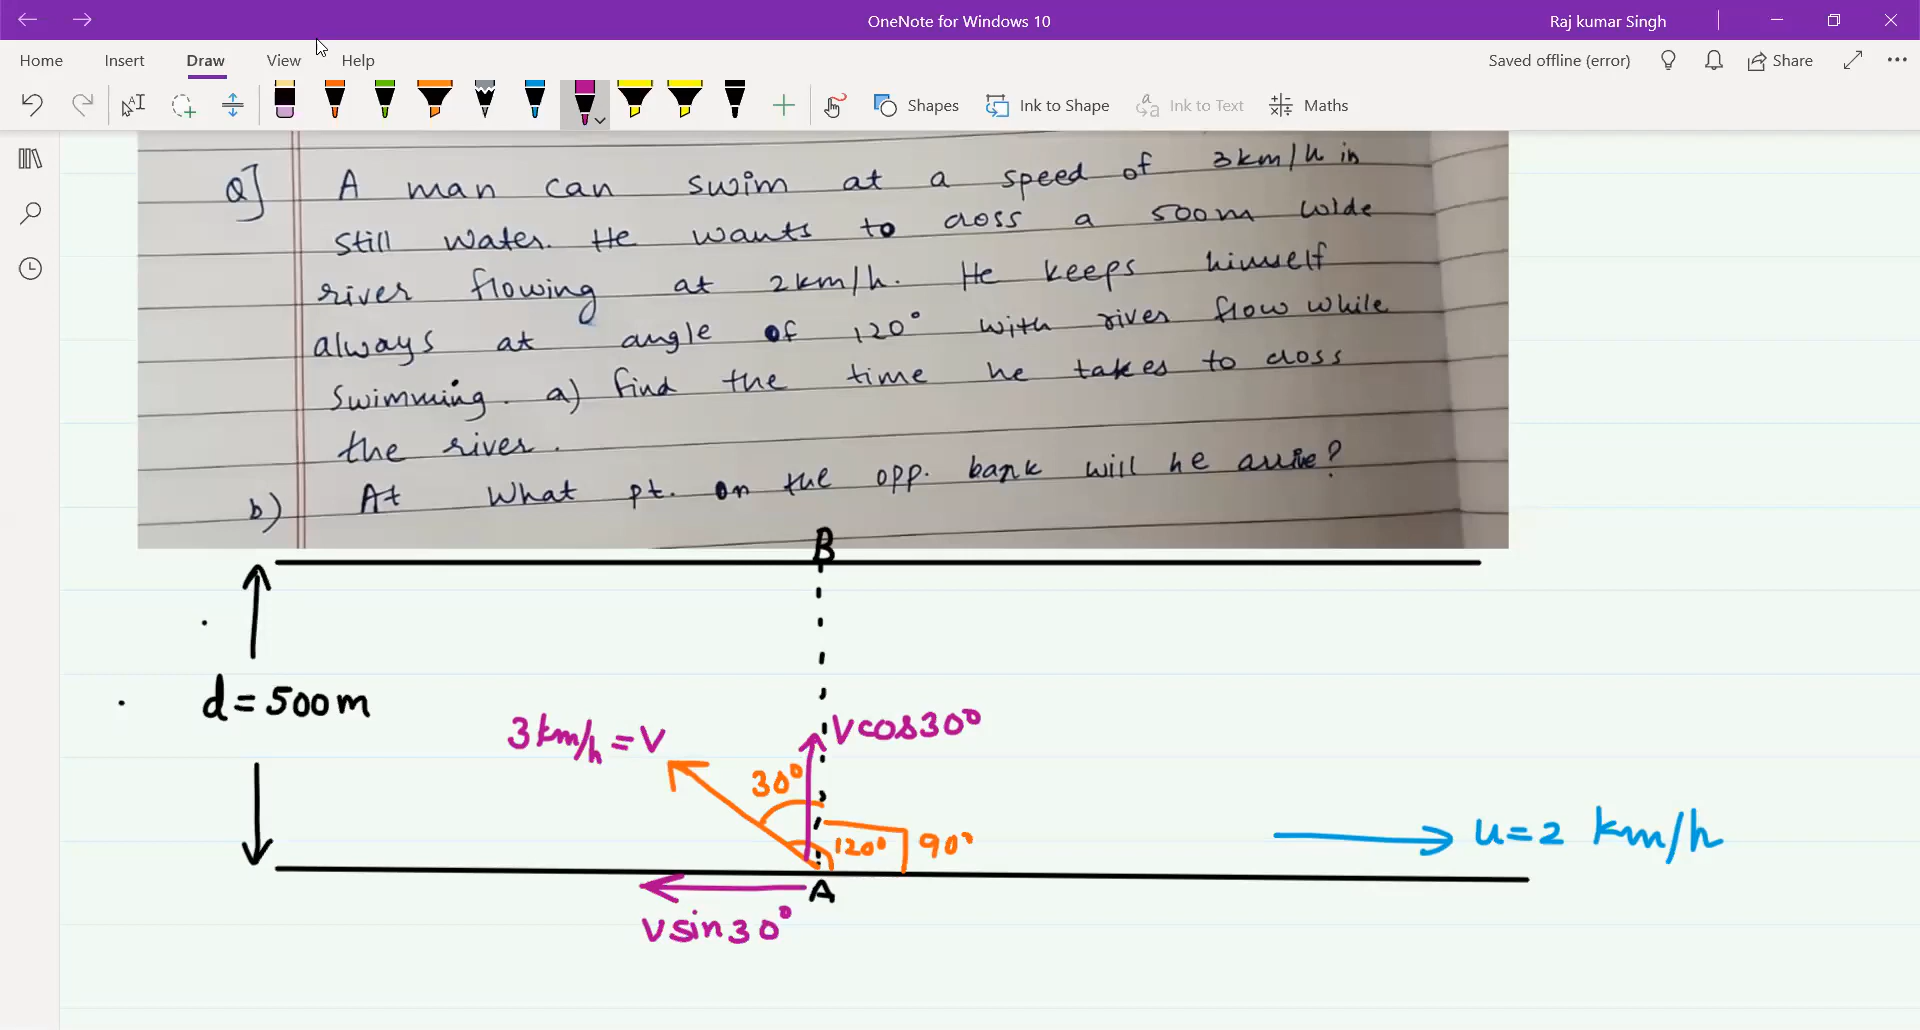 OneNote for Windows 10
Raj kumar Singh
Home Insert Draw View Help
Saved offline (error)
Share
Shapes
Ink to Shape
Ink to Text
Maths
Q] A man can swim at a speed of 3km/h in
still water. He wants to cross a 500m wide
river flowing at 2km/h. He keeps himself
always at angle of 120° with river flow while
swimming. a) find the time he takes to cross
the river.
b) At What pt. on the opp. bank will he arrive?
B
d = 500m
3km/h = V
Vcos30°
30°
120°
90°
u=2 km/h
A
Vsin30°